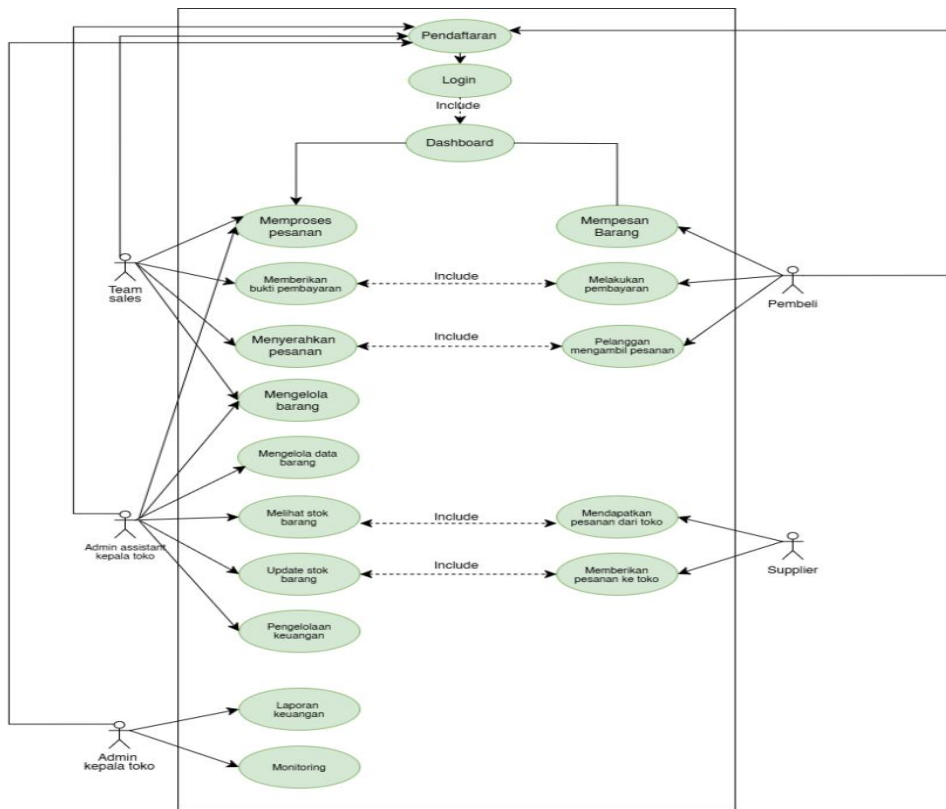 Pendaftaran
Login
Include
Dashboard
Memproses
pesanan
Mempesan
Barang
Team
sales
Memberikan
bukti pembayaran
Include
Melakukan
pembayaran
Pembeli
Menyerahkan
pesanan
Include
Pelanggan
mengambil pesanan
Mengelola
barang
Mengelola data
barang
Admin assistant
kepala toko
Melihat stok
barang
Include
Mendapatkan
pesanan dari toko
Update stok
barang
Include
Memberikan
pesanan ke toko
Supplier
Pengelolaan
keuangan
Laporan
keuangan
Admin
kepala toko
Monitoring